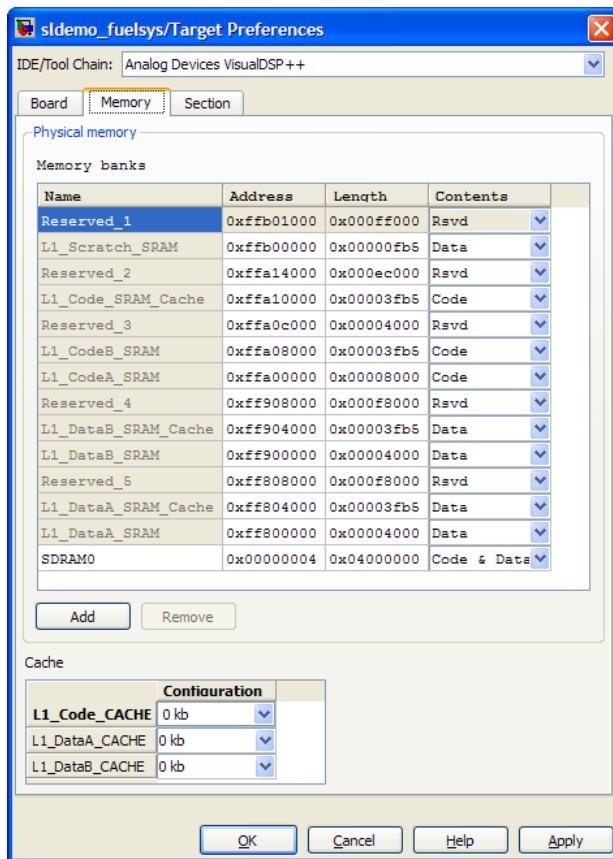 sldemo_fuelsys/Target Preferences
IDE/Tool Chain: Analog Devices VisualDSP++
Board Memory Section
Physical memory
Memory banks
Name Address Length Contents
Reserved_1 0xffb01000 0x000ff000 Rsvd
L1_Scratch_SRAM 0xffb00000 0x00000fb5 Data
Reserved_2 0xffa14000 0x000ec000 Rsvd
L1_Code_SRAM_Cache 0xffa10000 0x00003fb5 Code
Reserved_3 0xffa0c000 0x00004000 Rsvd
L1_CodeB_SRAM 0xffa08000 0x00003fb5 Code
L1_CodeA_SRAM 0xffa00000 0x00008000 Code
Reserved_4 0xff908000 0x000f8000 Rsvd
L1_DataB_SRAM_Cache 0xff904000 0x00003fb5 Data
L1_DataB_SRAM 0xff900000 0x00004000 Data
Reserved_5 0xff808000 0x000f8000 Rsvd
L1_DataA_SRAM_Cache 0xff804000 0x00003fb5 Data
L1_DataA_SRAM 0xff800000 0x00004000 Data
SDRAM0 0x00000004 0x04000000 Code & Data
Add Remove
Cache
Configuration
L1_Code_CACHE 0 kb
L1_DataA_CACHE 0 kb
L1_DataB_CACHE 0 kb
OK Cancel Help Apply